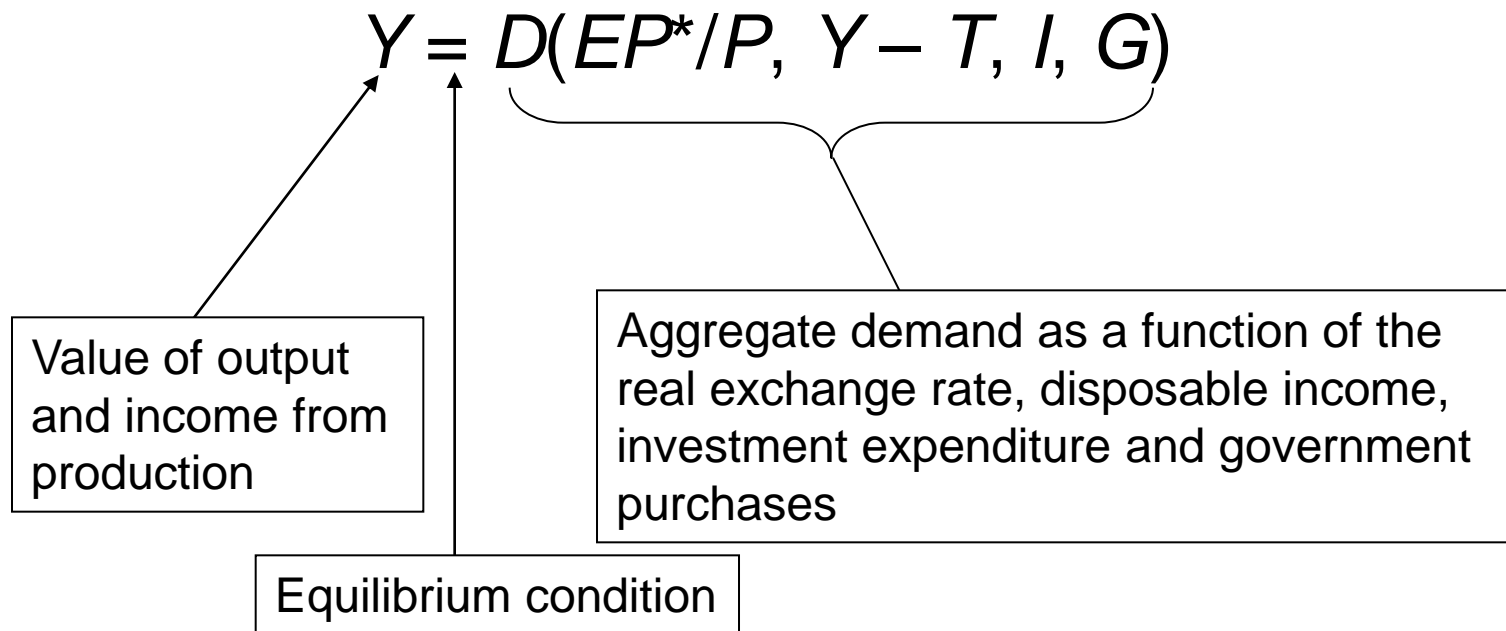 Y = D(EP*/P, Y – T, I, G)
Value of output
and income from
production
Aggregate demand as a function of the
real exchange rate, disposable income,
investment expenditure and government
purchases
Equilibrium condition